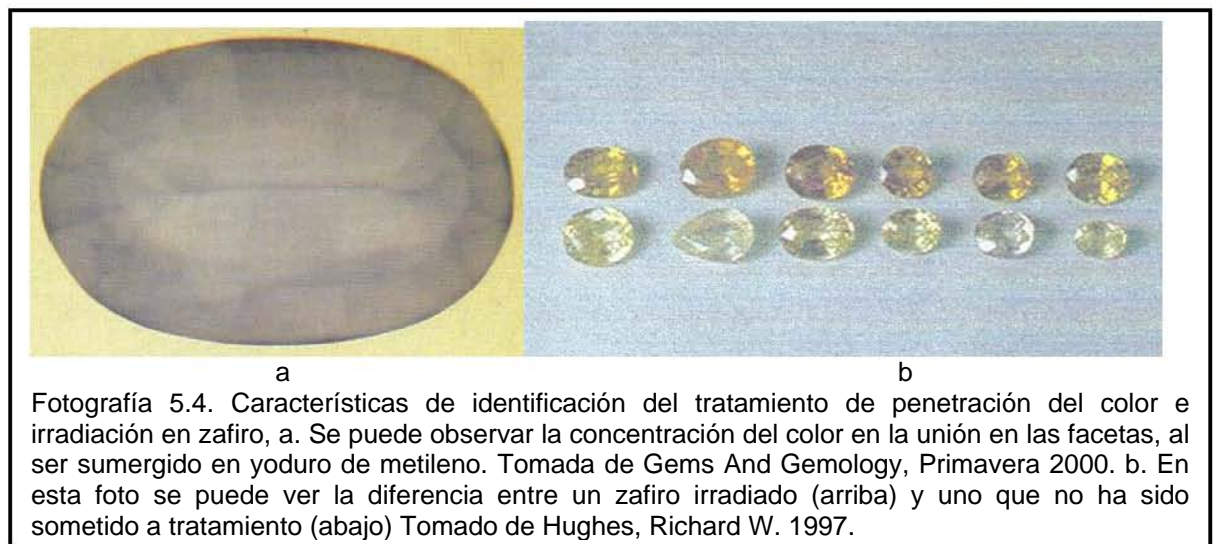 a
b
Fotografía 5.4. Características de identificación del tratamiento de penetración del color e
irradiación en zafiro, a. Se puede observar la concentración del color en la unión en las facetas, al
ser sumergido en yoduro de metileno. Tomada de Gems And Gemology, Primavera 2000. b. En
esta foto se puede ver la diferencia entre un zafiro irradiado (arriba) y uno que no ha sido
sometido a tratamiento (abajo) Tomado de Hughes, Richard W. 1997.